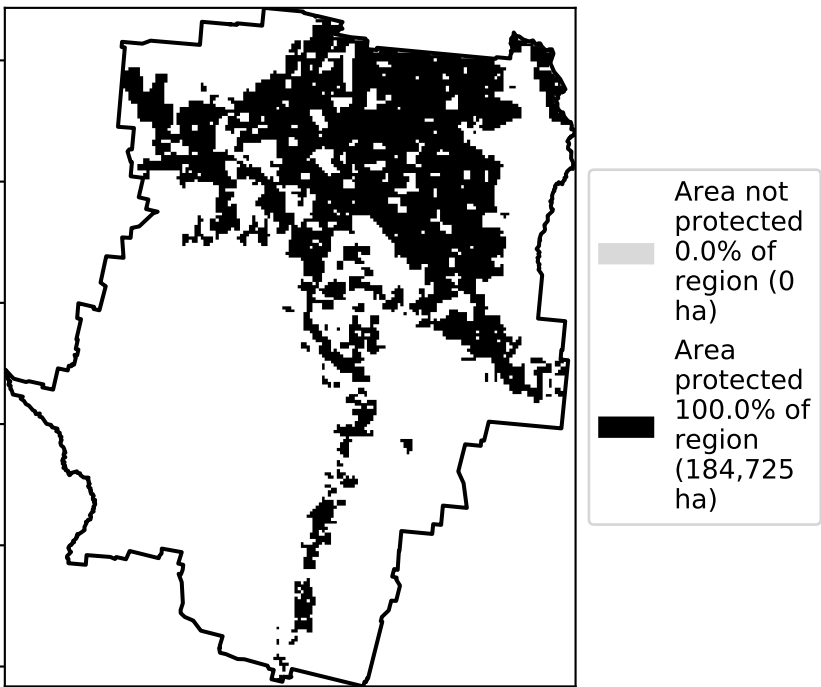 Area not
protected
0.0% of
region (0
ha)
Area
protected
100.0% of
region
(184,725
ha)